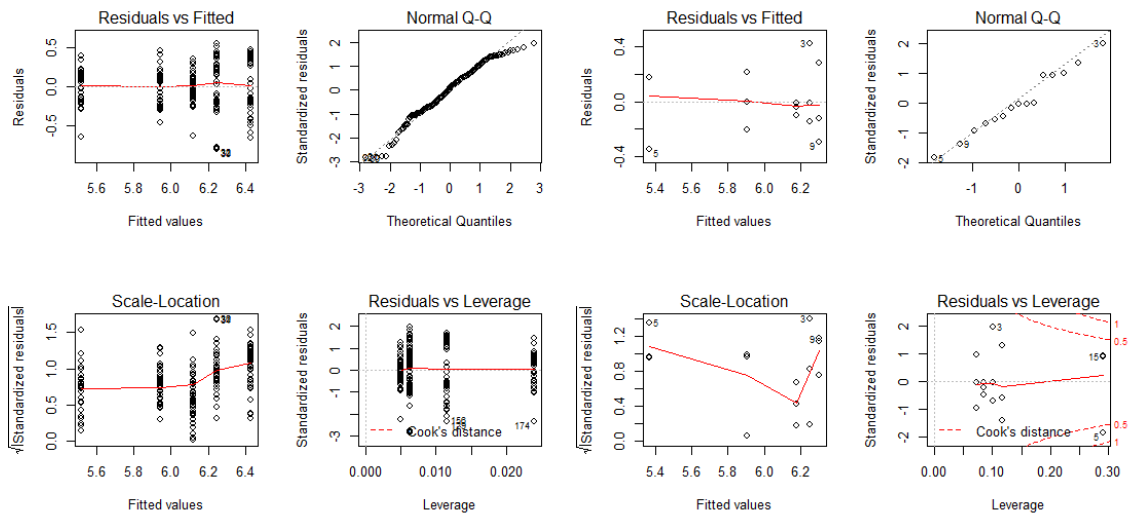 Residuals vs Fitted
Residuals
0.5
0.0
-0.5
5.6 5.8 6.0 6.2 6.4
Fitted values
Normal Q-Q
Standardized residuals
2
1
0
-1
-2
-3
-3 -2 -1 0 1 2 3
Theoretical Quantiles
Residuals vs Fitted
Residuals
0.4
0.0
-0.4
3
5
9
5.4 5.6 5.8 6.0 6.2
Fitted values
Normal Q-Q
Standardized residuals
2
1
0
-1
-2
3
9
5
-1 0 1
Theoretical Quantiles
Scale-Location
√|Standardized residuals|
1.5
1.0
0.5
0.0
5.6 5.8 6.0 6.2 6.4
Fitted values
Residuals vs Leverage
Standardized residuals
2
1
0
-1
-3
158
174
Cook's distance
0.000 0.010 0.020
Leverage
Scale-Location
√|Standardized residuals|
1.2
0.8
0.4
0.0
5
3
9
5.4 5.6 5.8 6.0 6.2
Fitted values
Residuals vs Leverage
Standardized residuals
2
1
0
-1
-2
3
15
5
1
0.5
0.5
1
Cook's distance
0.00 0.10 0.20 0.30
Leverage